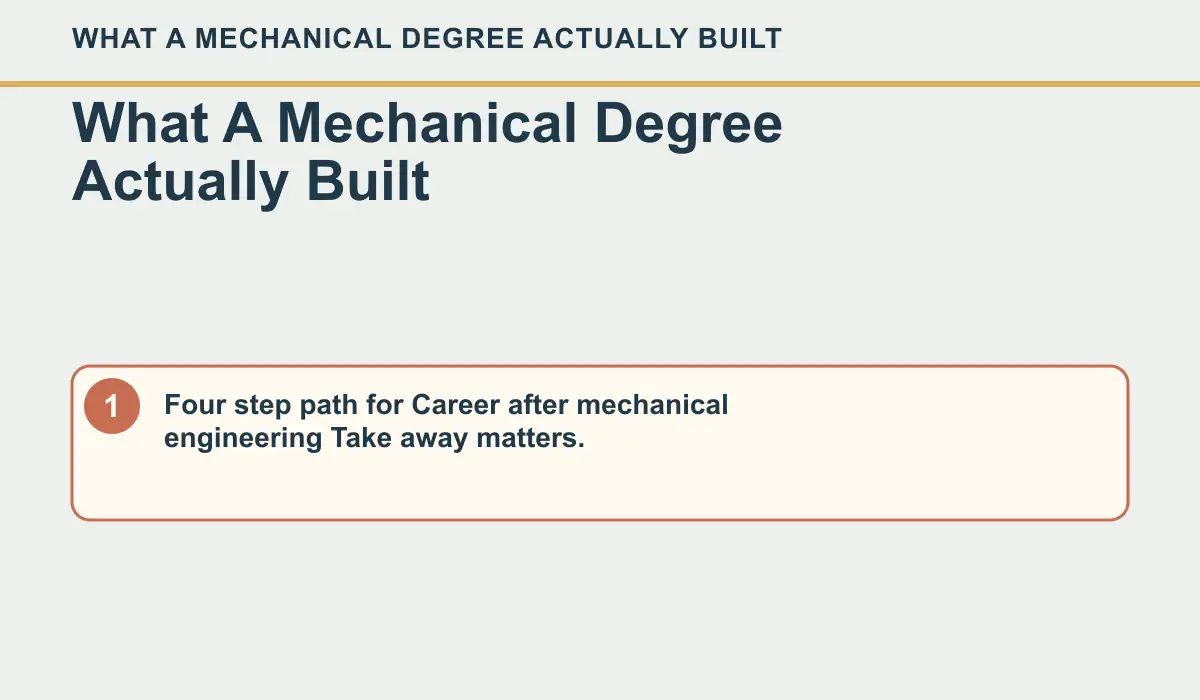 WHAT A MECHANICAL DEGREE ACTUALLY BUILT
What A Mechanical Degree
Actually Built
1
Four step path for Career after mechanical
engineering Take away matters.